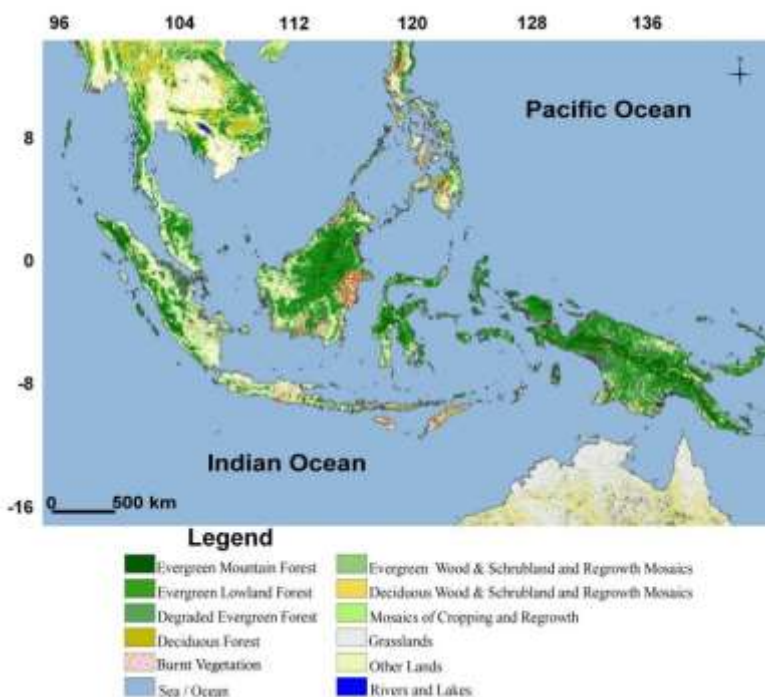 96 104 112 120 128 136
Pacific Ocean
8
0
-8
Indian Ocean
-16
0 500 km
Legend
Evergreen Mountain Forest
Evergreen Lowland Forest
Degraded Evergreen Forest
Deciduous Forest
Burnt Vegetation
Sea / Ocean
Evergreen Wood & Schrubland and Regrowth Mosaics
Deciduous Wood & Schrubland and Regrowth Mosaics
Mosaics of Cropping and Regrowth
Grasslands
Other Lands
Rivers and Lakes